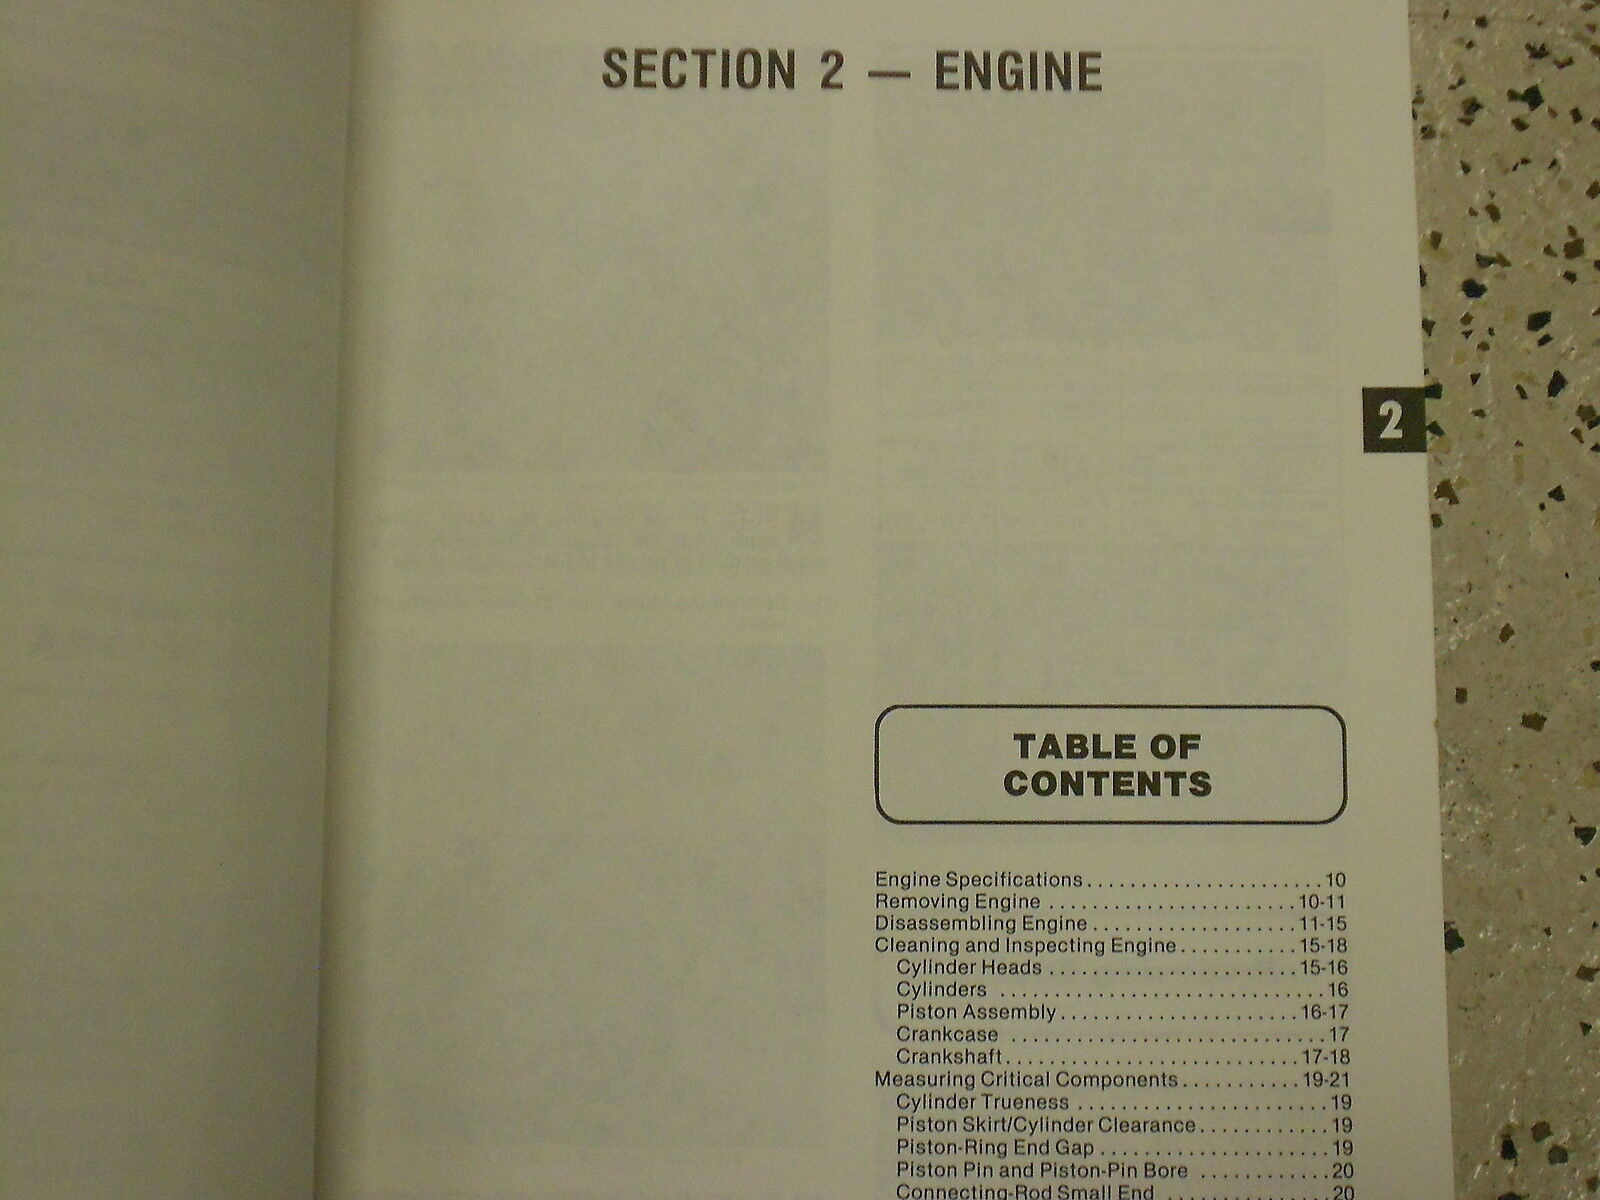 SECTION 2 — ENGINE
2
TABLE OF
CONTENTS
Engine Specifications......................10
Removing Engine .......................10-11
Disassembling Engine...................11-15
Cleaning and Inspecting Engine...........15-18
Cylinder Heads.......................15-16
Cylinders ..............................16
Piston Assembly......................16-17
Crankcase .............................17
Crankshaft...........................17-18
Measuring Critical Components...........19-21
Cylinder Trueness .......................19
Piston Skirt/Cylinder Clearance............19
Piston-Ring End Gap.....................19
Piston Pin and Piston-Pin Bore ............20
Connecting-Rod Small End ...............20